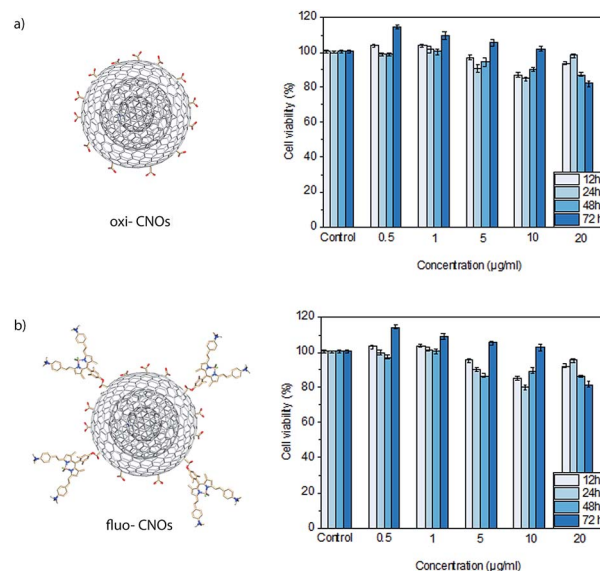 a)
oxi- CNOs
Cell viability (%)
120
100
80
60
40
20
0
12h
24h
48h
72 h
Control 0.5 1 5 10 20
Concentration (µg/ml)
b)
fluo- CNOs
Cell viability (%)
120
100
80
60
40
20
0
12h
24h
48h
72 h
Control 0.5 1 5 10 20
Concentration (µg/ml)